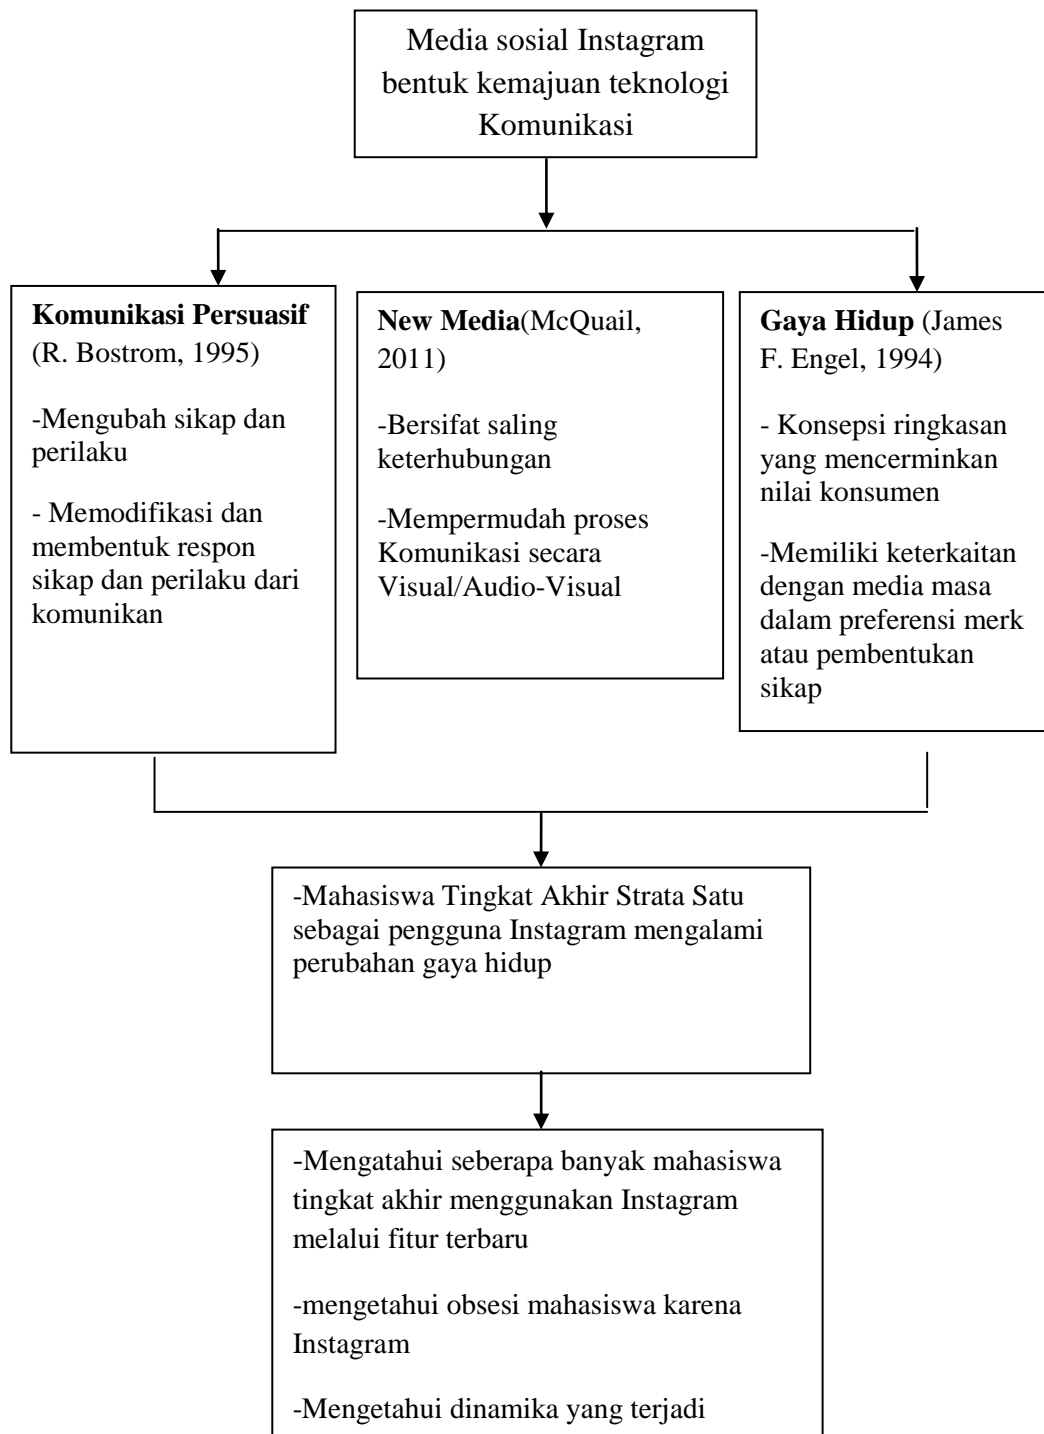 Media sosial Instagram
bentuk kemajuan teknologi
Komunikasi
Komunikasi Persuasif
(R. Bostrom, 1995)
-Mengubah sikap dan
perilaku
- Memodifikasi dan
membentuk respon
sikap dan perilaku dari
komunikan
New Media(McQuail,
2011)
-Bersifat saling
keterhubungan
-Mempermudah proses
Komunikasi secara
Visual/Audio-Visual
Gaya Hidup (James
F. Engel, 1994)
- Konsepsi ringkasan
yang mencerminkan
nilai konsumen
-Memiliki keterkaitan
dengan media masa
dalam preferensi merk
atau pembentukan
sikap
-Mahasiswa Tingkat Akhir Strata Satu
sebagai pengguna Instagram mengalami
perubahan gaya hidup
-Mengatahui seberapa banyak mahasiswa
tingkat akhir menggunakan Instagram
melalui fitur terbaru
-mengetahui obsesi mahasiswa karena
Instagram
-Mengetahui dinamika yang terjadi